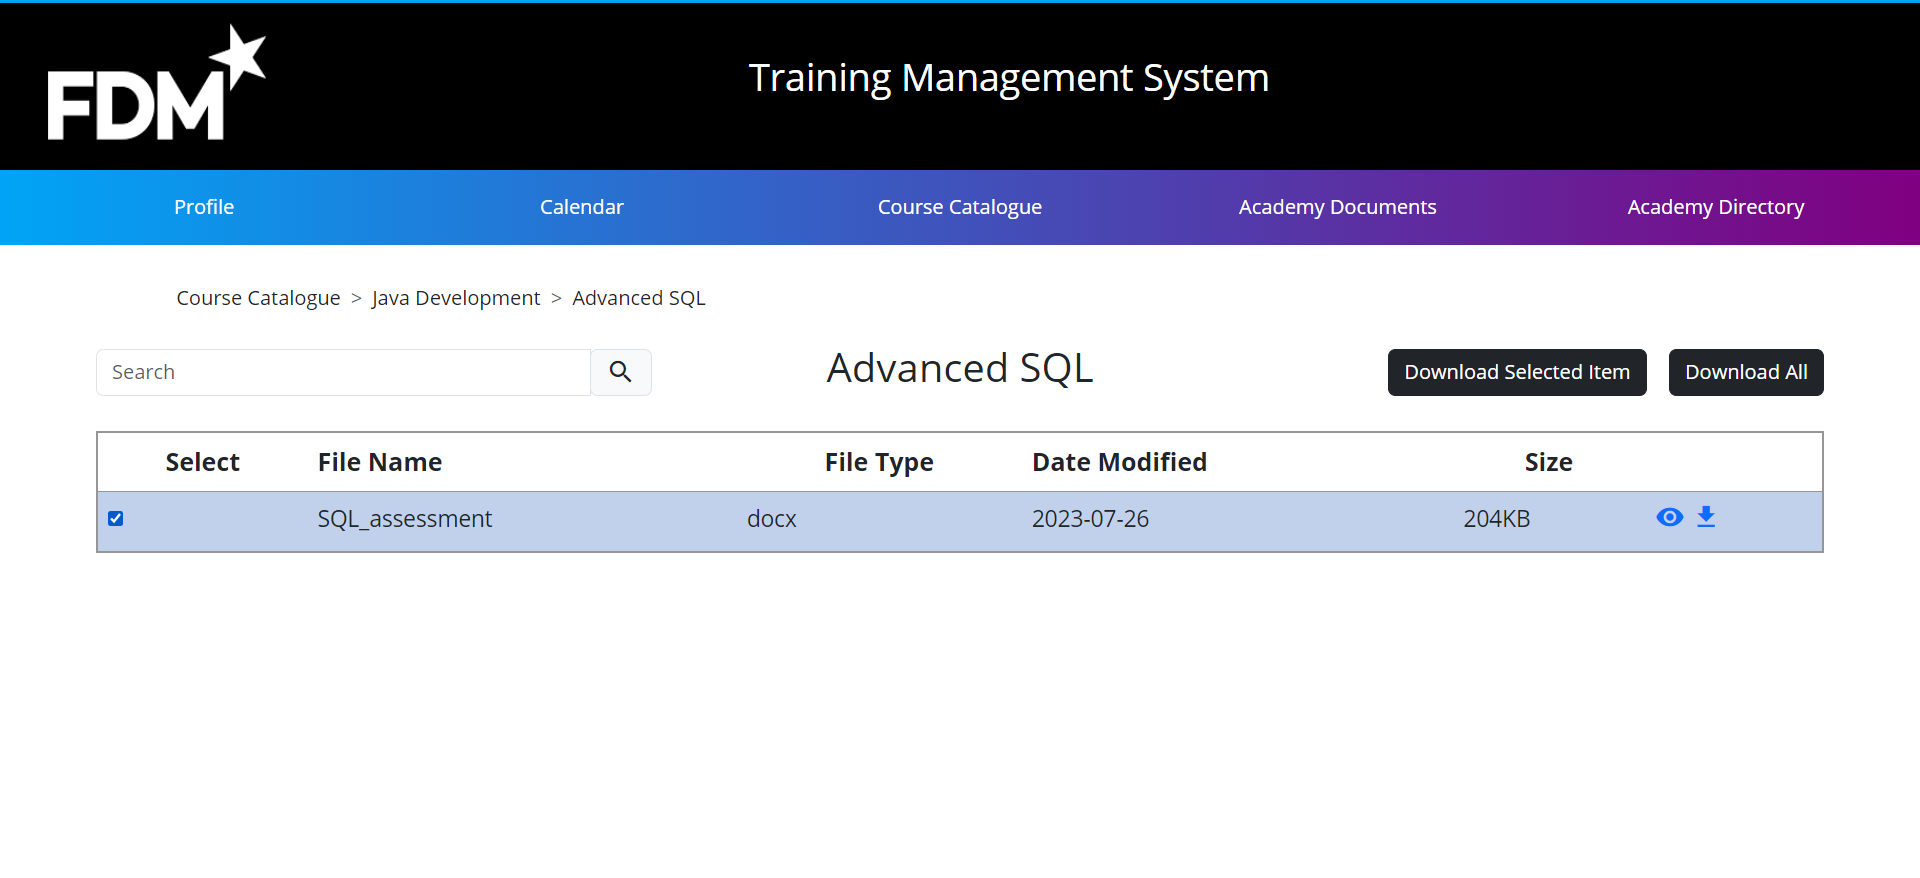 FDM
Training Management System
Profile Calendar Course Catalogue Academy Documents Academy Directory
Course Catalogue > Java Development > Advanced SQL
Search Advanced SQL Download Selected Item Download All
Select File Name File Type Date Modified Size
SQL_assessment docx 2023-07-26 204KB